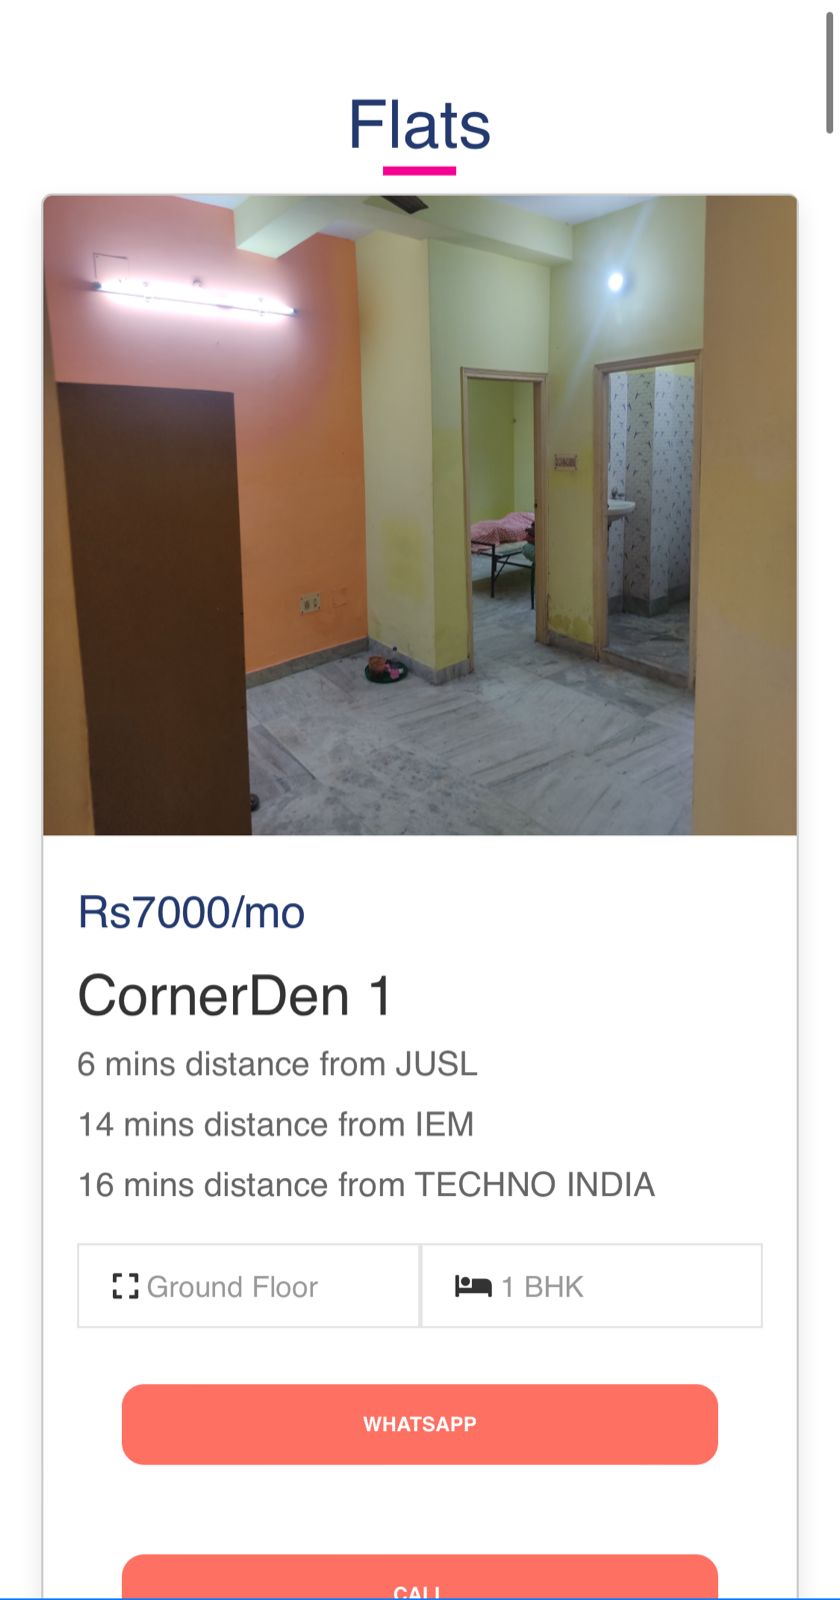 Flats
Rs7000/mo
CornerDen 1
6 mins distance from JUSL
14 mins distance from IEM
16 mins distance from TECHNO INDIA
Ground Floor
1 BHK
WHATSAPP
CALL